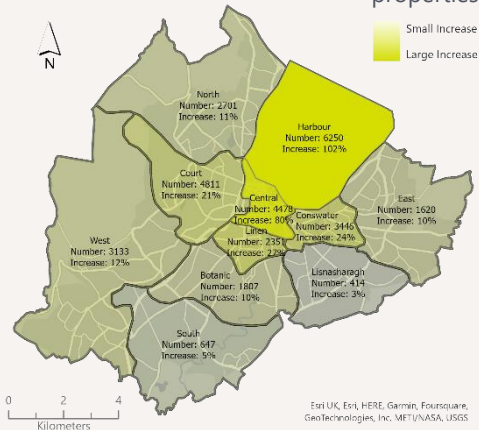 properties
Small Increase
Large Increase
N
North
Number: 2701
Increase: 11%
Harbour
Number: 6250
Increase: 102%
Court
Number: 4811
Increase: 21%
Central
Number: 4478
Increase: 80%
East
Number: 1620
Increase: 10%
Conswater
Number: 3446
Increase: 24%
Linen
Number: 2351
Increase: 27%
West
Number: 3133
Increase: 12%
Botanic
Number: 1807
Increase: 10%
Lisnasharagh
Number: 414
Increase: 3%
South
Number: 647
Increase: 5%
0 2 4
Kilometers
Esri UK, Esri, HERE, Garmin, Foursquare,
GeoTechnologies, Inc, METI/NASA, USGS